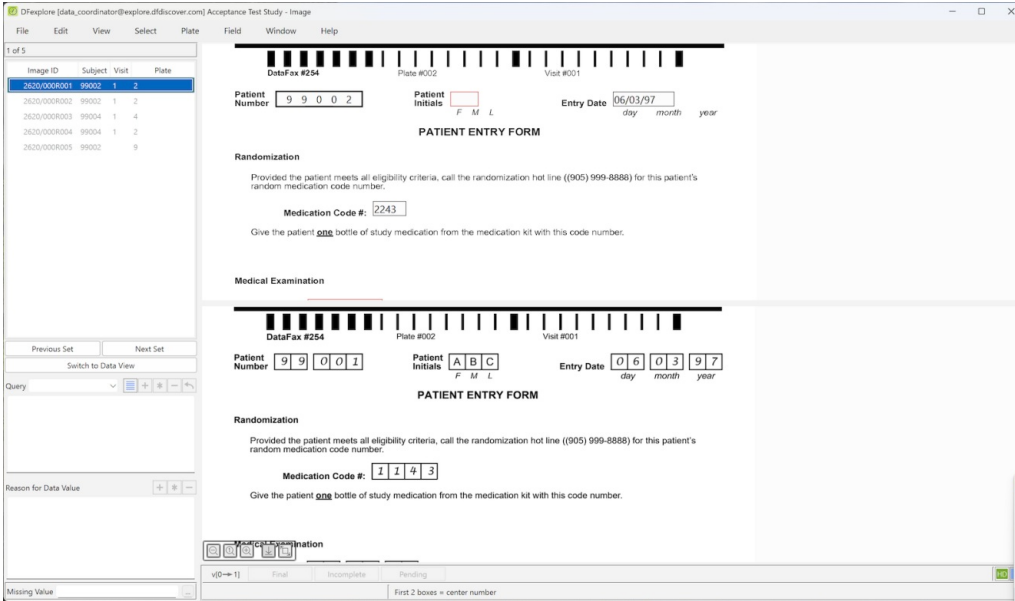 DFexplore [data_coordinator@explore.dfdiscover.com] Acceptance Test Study - Image
File Edit View Select Plate Field Window Help
1 of 5
Image ID Subject Visit Plate
2620/000R001 99002 1 2
2620/000R002 99002 1 2
2620/000R003 99004 1 4
2620/000R004 99004 1 2
2620/000R005 99002 9
Previous Set Next Set
Switch to Data View
Query
Reason for Data Value
Missing Value
DataFax #254 Plate #002 Visit #001
Patient Number 9 9 0 0 2 Patient Initials Entry Date 06/03/97
F M L day month year
PATIENT ENTRY FORM
Randomization
Provided the patient meets all eligibility criteria, call the randomization hot line ((905) 999-8888) for this patient's
random medication code number.
Medication Code #: 2243
Give the patient one bottle of study medication from the medication kit with this code number.
Medical Examination
DataFax #254 Plate #002 Visit #001
Patient Number 9 9 0 0 1 Patient Initials A B C Entry Date 0 6 0 3 9 7
F M L day month year
PATIENT ENTRY FORM
Randomization
Provided the patient meets all eligibility criteria, call the randomization hot line ((905) 999-8888) for this patient's
random medication code number.
Medication Code #: 1 1 4 3
Give the patient one bottle of study medication from the medication kit with this code number.
Medical Examination
v[0→1] Final Incomplete Pending
HD
First 2 boxes = center number